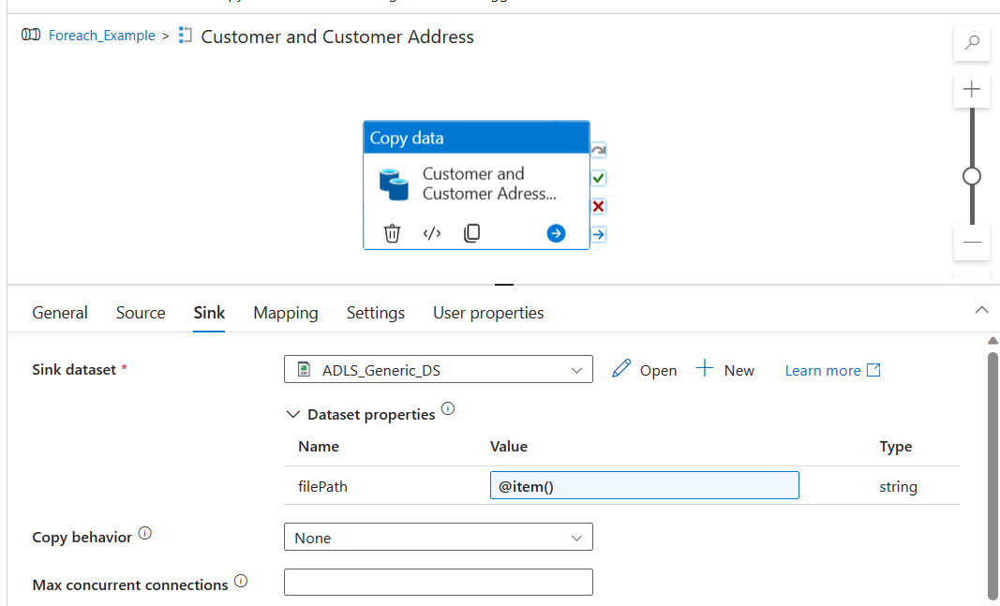 Foreach_Example > Customer and Customer Address
Copy data
Customer and
Customer Adress...
General Source Sink Mapping Settings User properties
Sink dataset * ADLS_Generic_DS Open New Learn more
Dataset properties
Name Value Type
filePath @item() string
Copy behavior None
Max concurrent connections